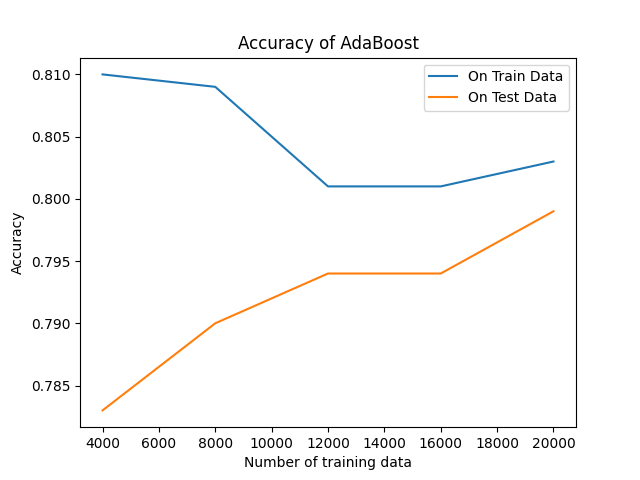 Accuracy of AdaBoost
On Train Data
On Test Data
0.810
0.805
0.800
0.795
0.790
0.785
Accuracy
4000 6000 8000 10000 12000 14000 16000 18000 20000
Number of training data